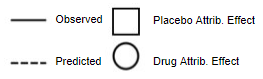 Observed
Placebo Attrib. Effect
Predicted
Drug Attrib. Effect